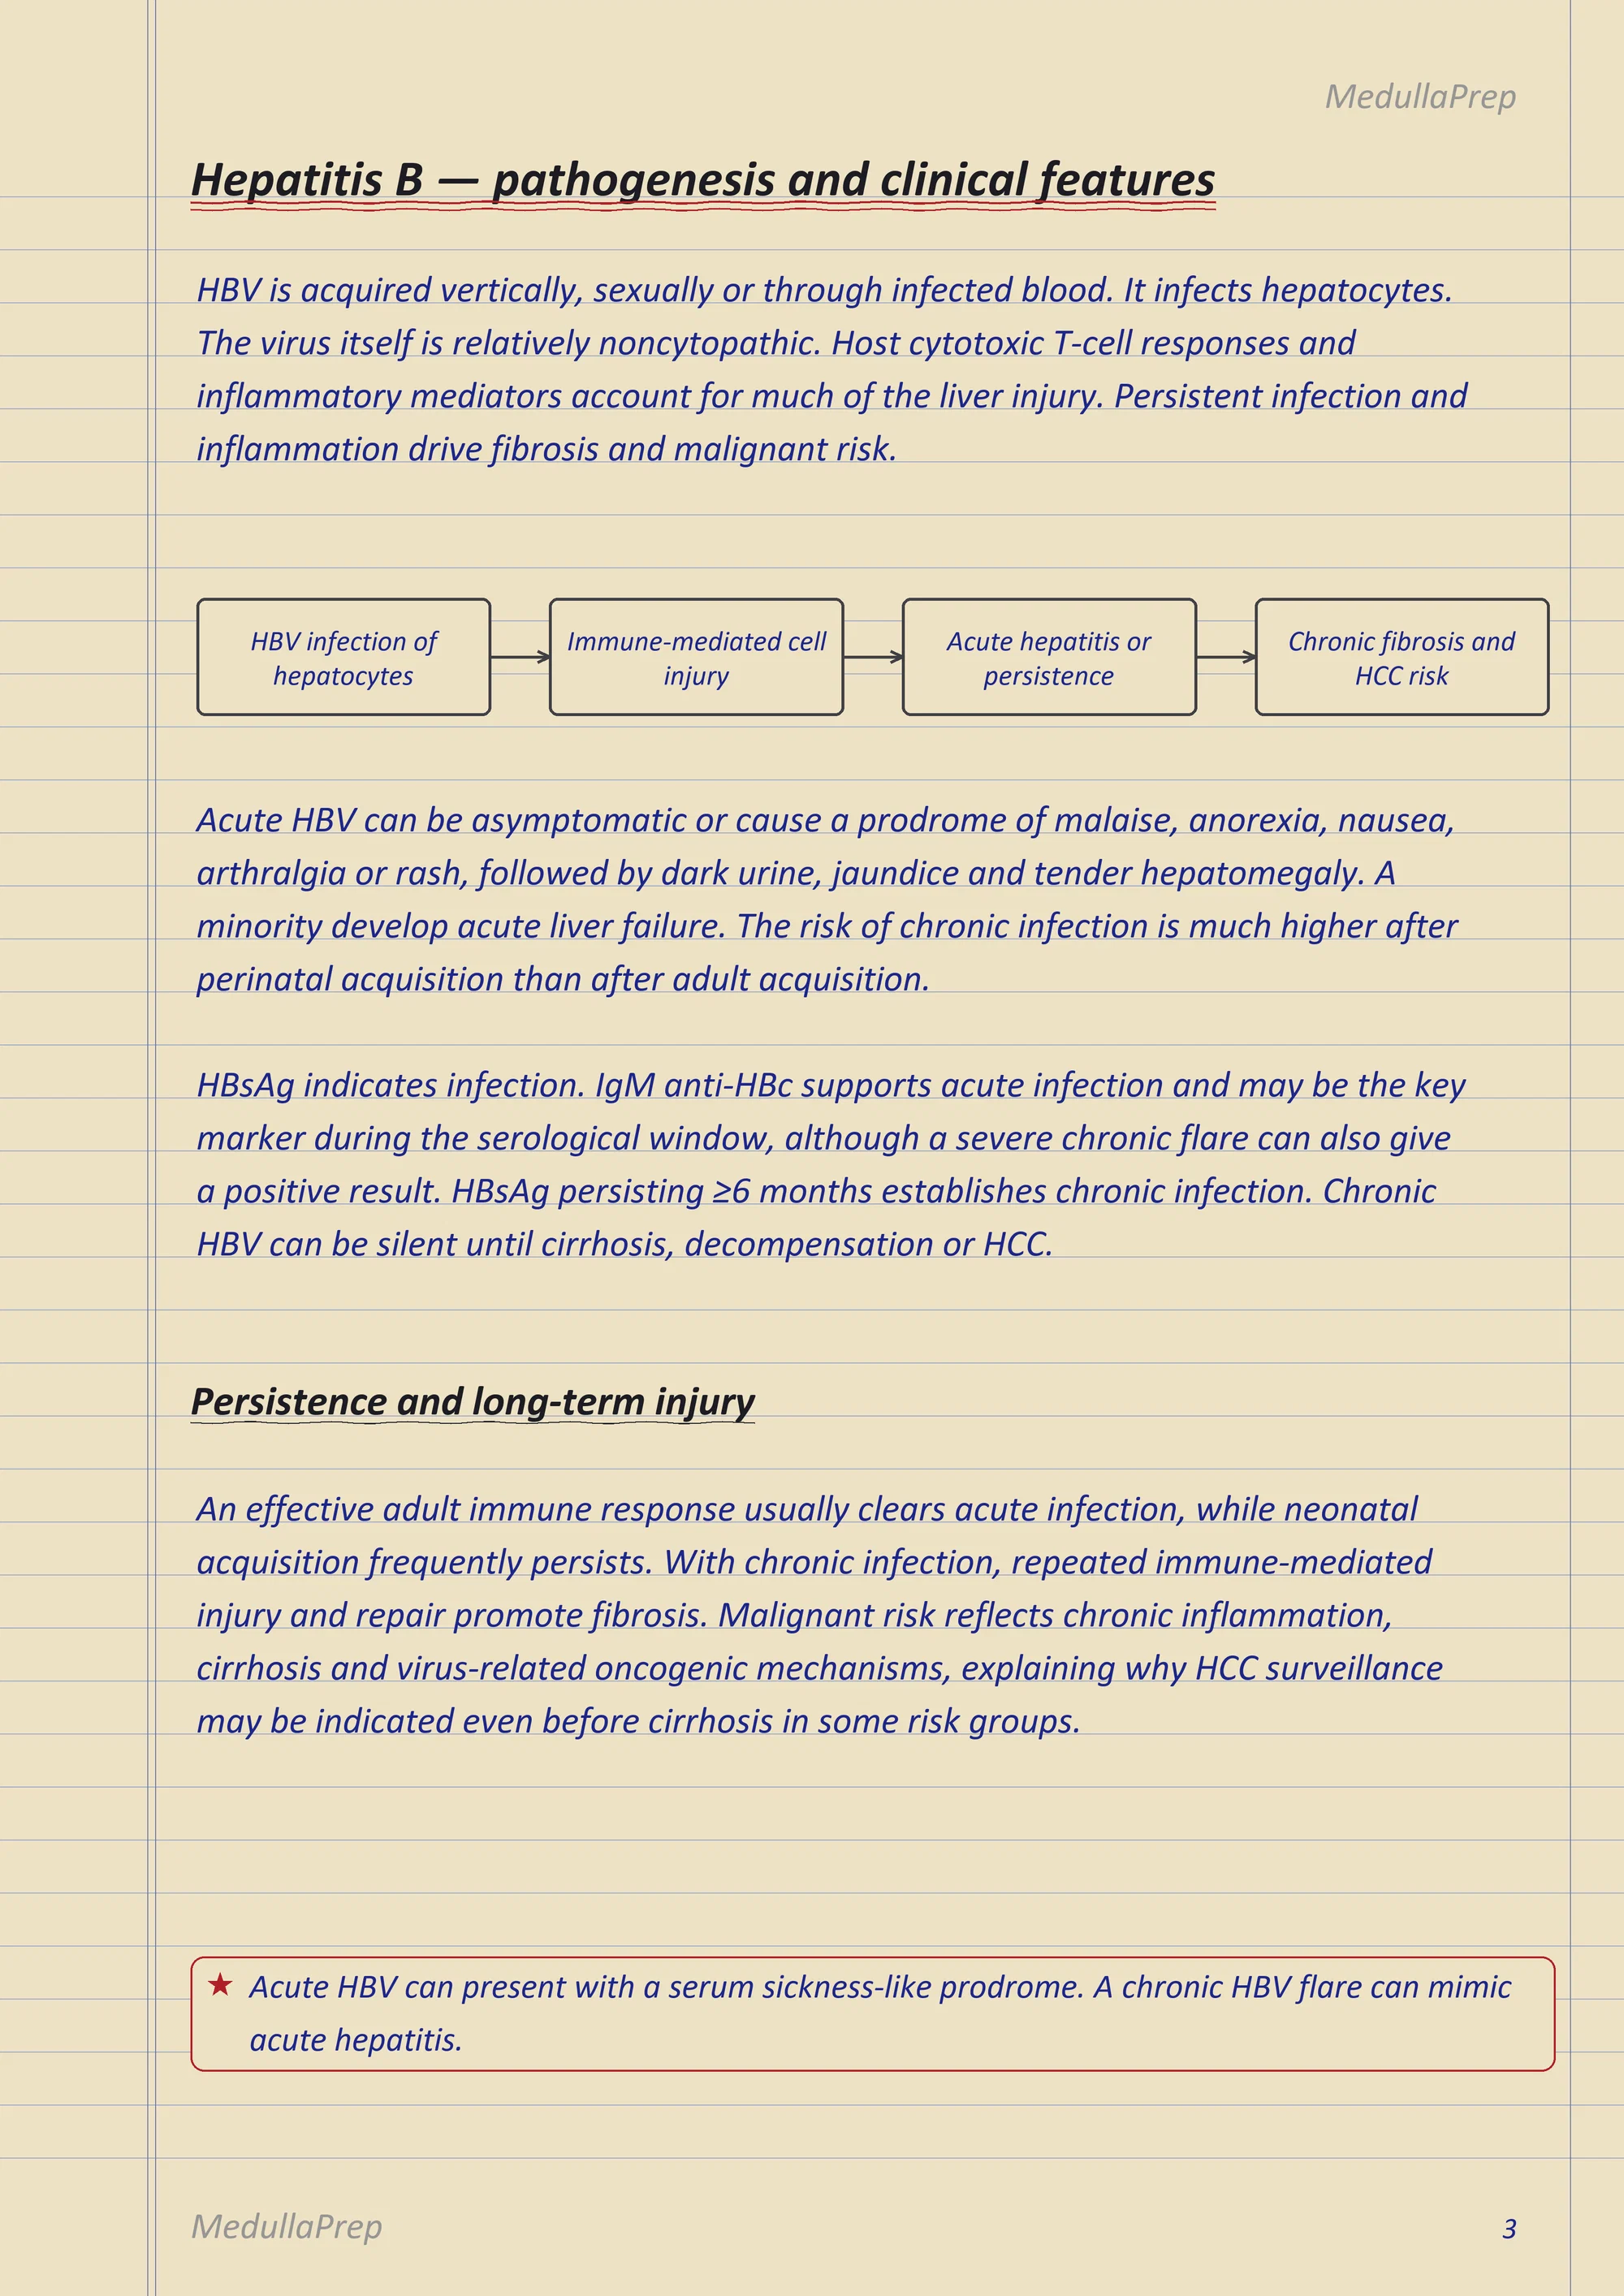 MedullaPrep
Hepatitis B — pathogenesis and clinical features
HBV is acquired vertically, sexually or through infected blood. It infects hepatocytes.
The virus itself is relatively noncytopathic. Host cytotoxic T-cell responses and
inflammatory mediators account for much of the liver injury. Persistent infection and
inflammation drive fibrosis and malignant risk.
HBV infection of
hepatocytes
Immune-mediated cell
injury
Acute hepatitis or
persistence
Chronic fibrosis and
HCC risk
Acute HBV can be asymptomatic or cause a prodrome of malaise, anorexia, nausea,
arthralgia or rash, followed by dark urine, jaundice and tender hepatomegaly. A
minority develop acute liver failure. The risk of chronic infection is much higher after
perinatal acquisition than after adult acquisition.
HBsAg indicates infection. IgM anti-HBc supports acute infection and may be the key
marker during the serological window, although a severe chronic flare can also give
a positive result. HBsAg persisting ≥6 months establishes chronic infection. Chronic
HBV can be silent until cirrhosis, decompensation or HCC.
Persistence and long-term injury
An effective adult immune response usually clears acute infection, while neonatal
acquisition frequently persists. With chronic infection, repeated immune-mediated
injury and repair promote fibrosis. Malignant risk reflects chronic inflammation,
cirrhosis and virus-related oncogenic mechanisms, explaining why HCC surveillance
may be indicated even before cirrhosis in some risk groups.
★ Acute HBV can present with a serum sickness-like prodrome. A chronic HBV flare can mimic
acute hepatitis.
MedullaPrep
3